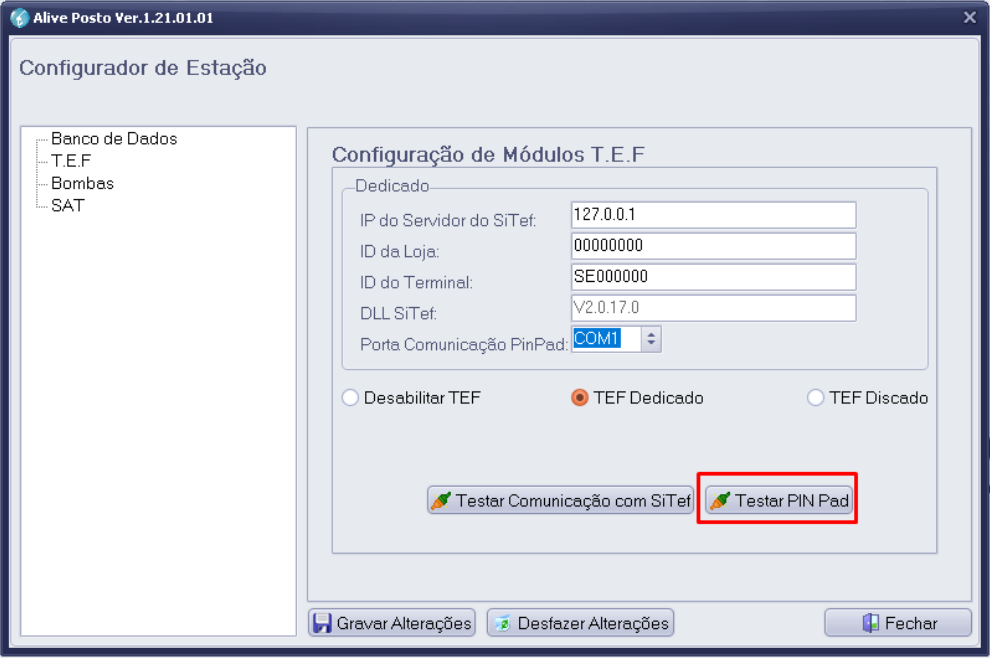 Alive Posto Ver.1.21.01.01
Configurador de Estação
Banco de Dados
T.E.F
Bombas
SAT
Configuração de Módulos T.E.F
Dedicado
IP do Servidor do SiTef: 127.0.0.1
ID da Loja: 00000000
ID do Terminal: SE000000
DLL SiTef: V2.0.17.0
Porta Comunicação PinPad: COM1
Desabilitar TEF TEF Dedicado TEF Discado
Testar Comunicação com SiTef Testar PIN Pad
Gravar Alterações Desfazer Alterações Fechar